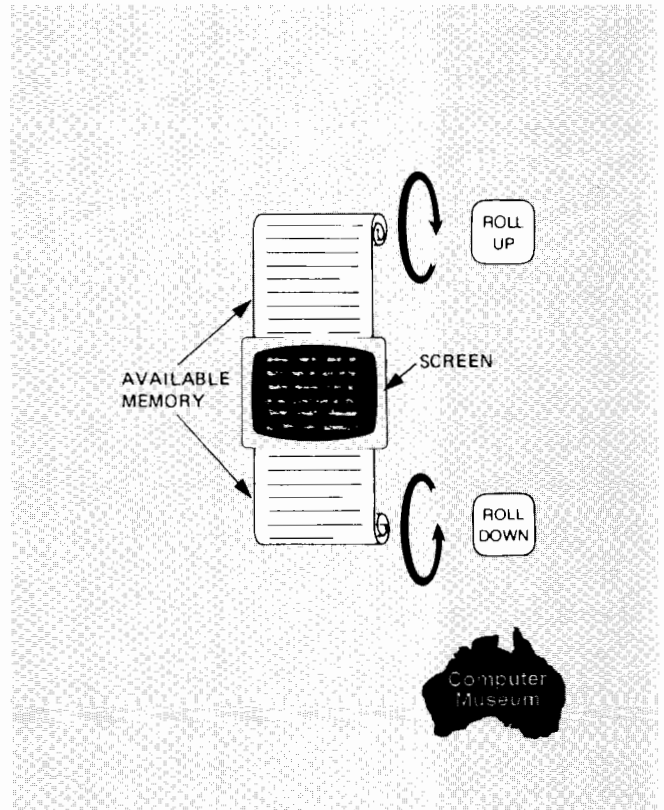 ROLL
UP
AVAILABLE
MEMORY
SCREEN
ROLL
DOWN
Computer
Museum